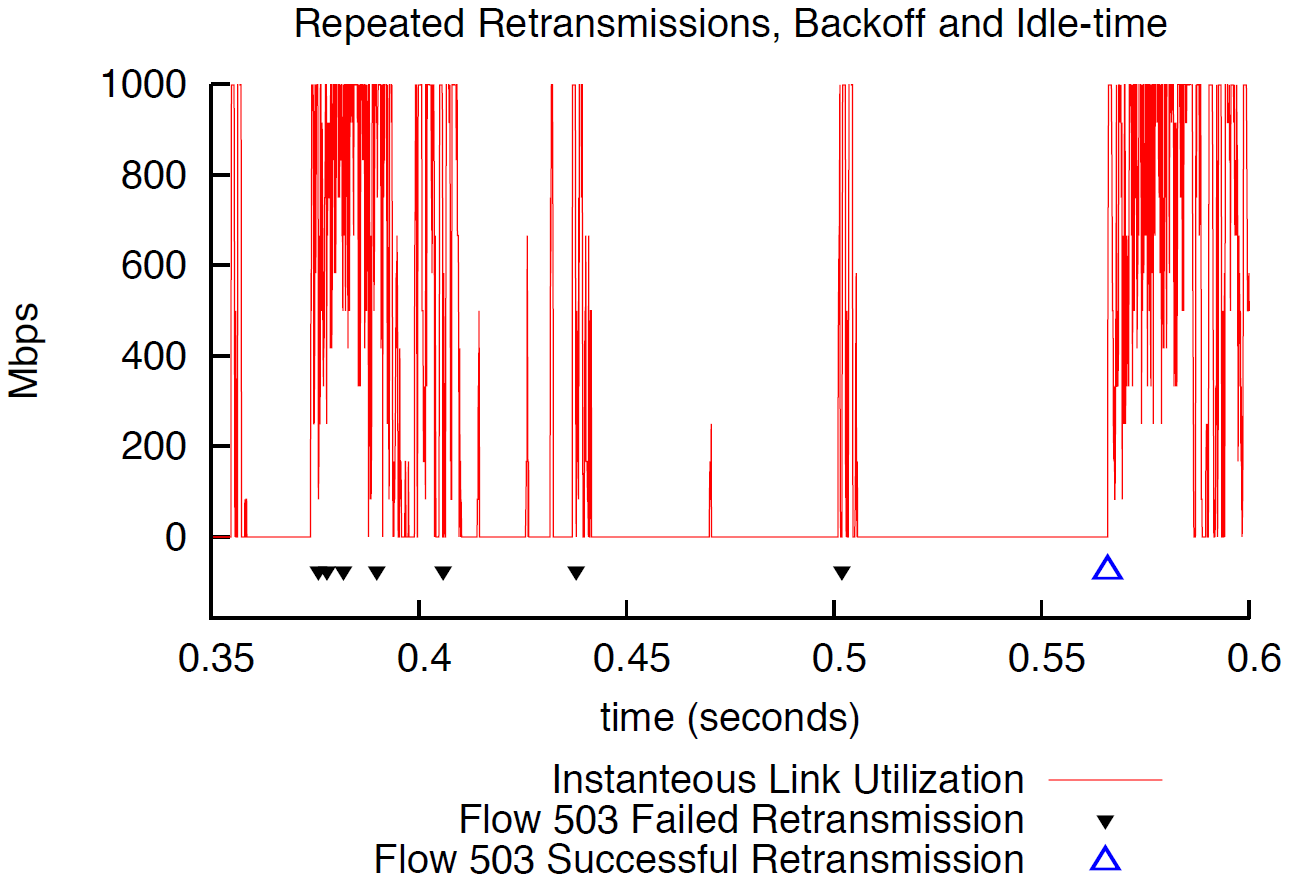 Repeated Retransmissions, Backoff and Idle-time
1000
800
600
400
200
0
Mbps
0.35 0.4 0.45 0.5 0.55 0.6
time (seconds)
Instanteous Link Utilization
Flow 503 Failed Retransmission
Flow 503 Successful Retransmission